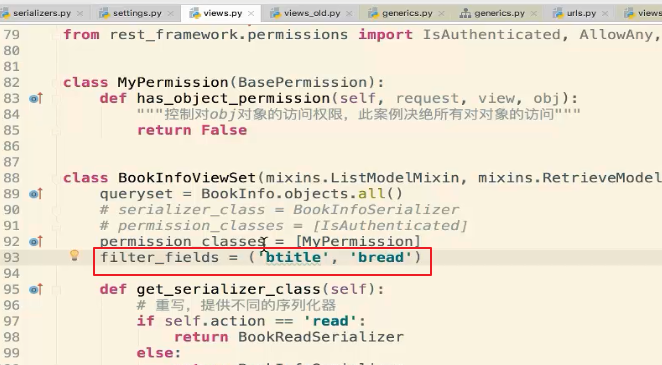 serializers.py settings.py views.py views_old.py generics.py generics.py urls.py
79 from rest_framework.permissions import IsAuthenticated, AllowAny,
80
81
82 class MyPermission(BasePermission):
83 def has_object_permission(self, request, view, obj):
84 """控制对obj对象的访问权限，此案例决绝所有对对象的访问"""
85 return False
86
87
88 class BookInfoViewSet(mixins.ListModelMixin, mixins.RetrieveModel
89 queryset = BookInfo.objects.all()
90 # serializer_class = BookInfoSerializer
91 # permission_classes = [IsAuthenticated]
92 permission_classes = [MyPermission]
93 filter_fields = ('btitle', 'bread')
94
95 def get_serializer_class(self):
96 # 重写，提供不同的序列化器
97 if self.action == 'read':
98 return BookReadSerializer
99 else: